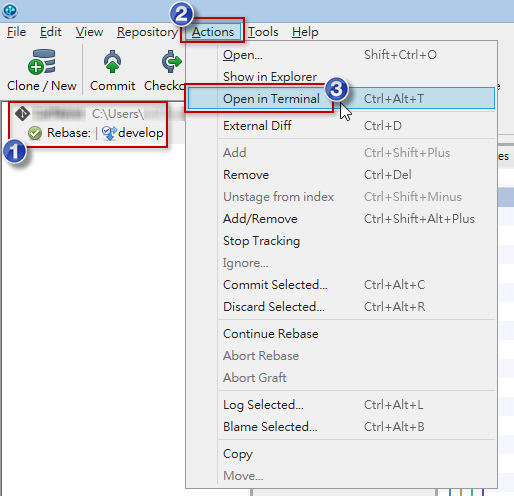 2
File Edit View Repository Actions Tools Help
Clone / New Commit Checko
C:\Users\
Rebase: develop
1
Open... Shift+Ctrl+O
Show in Explorer
Open in Terminal Ctrl+Alt+T
3
External Diff Ctrl+D
Add Ctrl+Shift+Plus
Remove Ctrl+Del
Unstage from index Ctrl+Shift+Minus
Add/Remove Ctrl+Shift+Alt+Plus
Stop Tracking
Ignore...
Commit Selected... Ctrl+Alt+C
Discard Selected... Ctrl+Alt+R
Continue Rebase
Abort Rebase
Abort Graft
Log Selected... Ctrl+Alt+L
Blame Selected... Ctrl+Alt+B
Copy
Move...
e
es